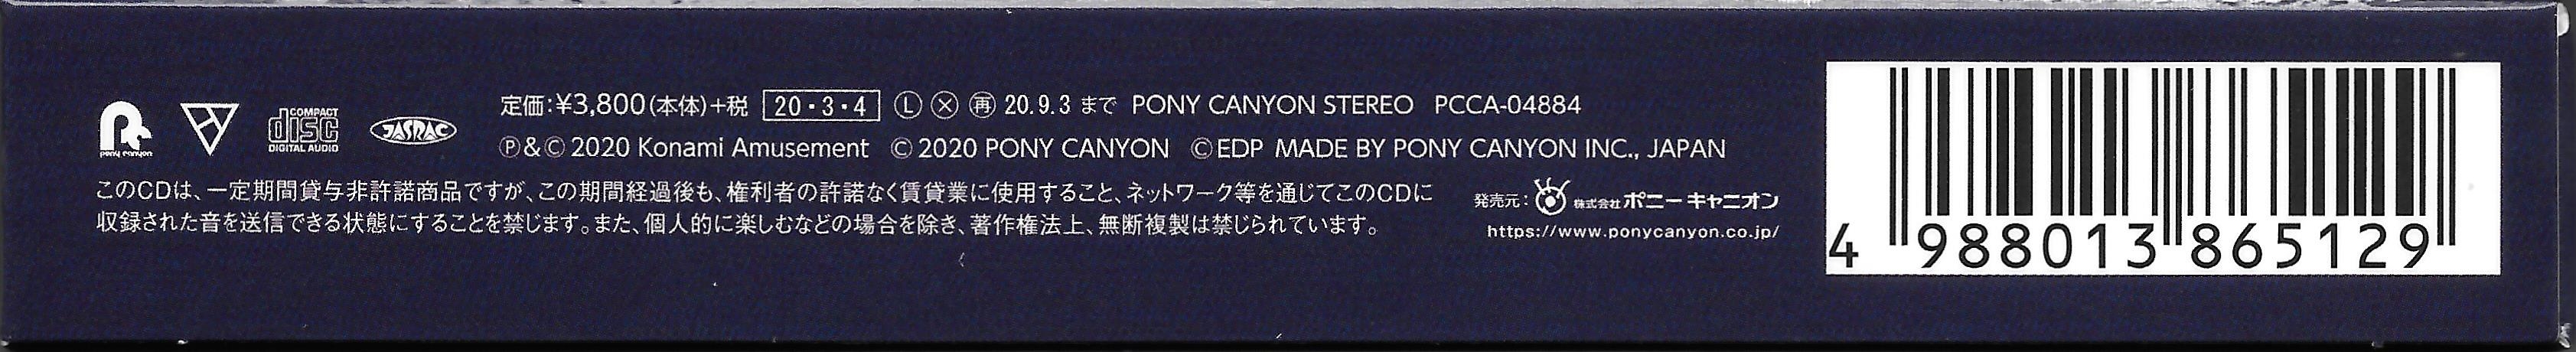 pony canyon
COMPACT disc DIGITAL AUDIO
JASRAC
定価:¥3,800(本体)+税 20・3・4 Ⓛ Ⓧ ㊢ 20.9.3 まで PONY CANYON STEREO PCCA-04884
Ⓟ&©2020 Konami Amusement ©2020 PONY CANYON ©EDP MADE BY PONY CANYON INC., JAPAN
このCDは、一定期間貸与非許諾商品ですが、この期間経過後も、権利者の許諾なく賃貸業に使用すること、ネットワーク等を通じてこのCDに
収録された音を送信できる状態にすることを禁じます。また、個人的に楽しむなどの場合を除き、著作権法上、無断複製は禁じられています。
発売元: 株式会社ポニーキャニオン
https://www.ponycanyon.co.jp/
4 988013 865129